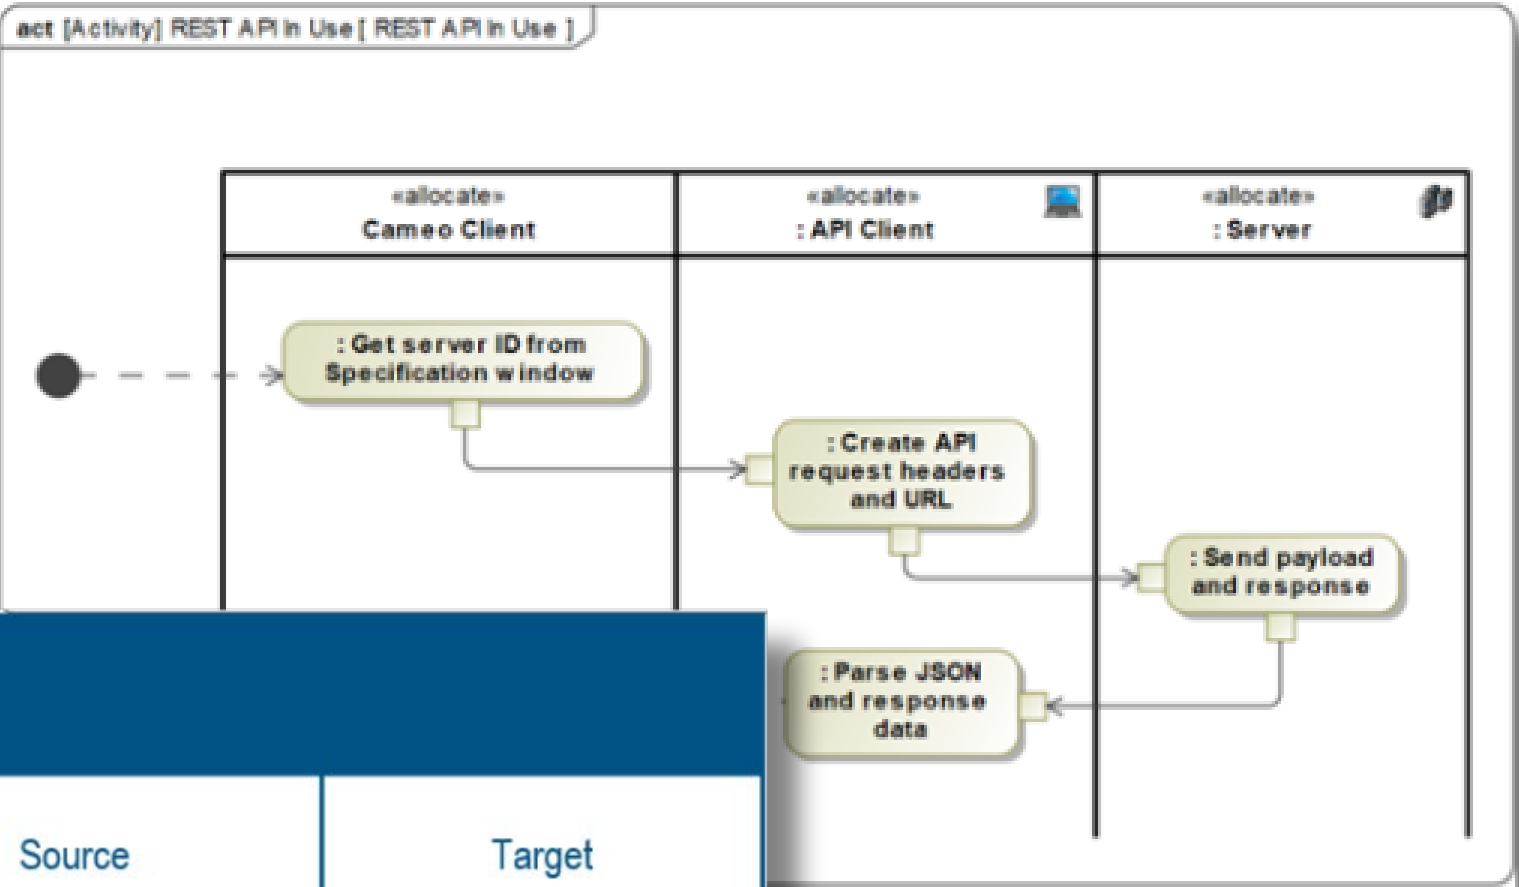 act [Activity] REST API In Use [ REST API In Use ]
«allocate»
Cameo Client
«allocate»
: API Client
«allocate»
: Server
: Get server ID from
Specification window
: Create API
request headers
and URL
: Send payload
and response
: Parse JSON
and response
data
Source
Target